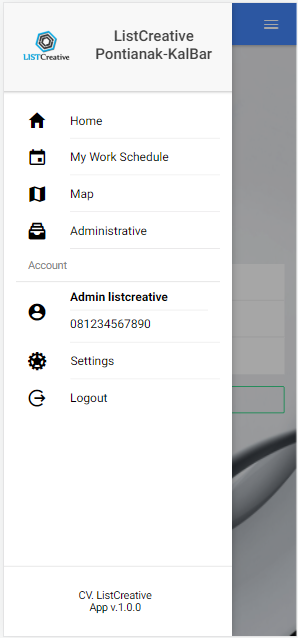 LISTCreative
ListCreative
Pontianak-KalBar
Home
My Work Schedule
Map
Administrative
Account
Admin listcreative
081234567890
Settings
Logout
CV. ListCreative
App v.1.0.0